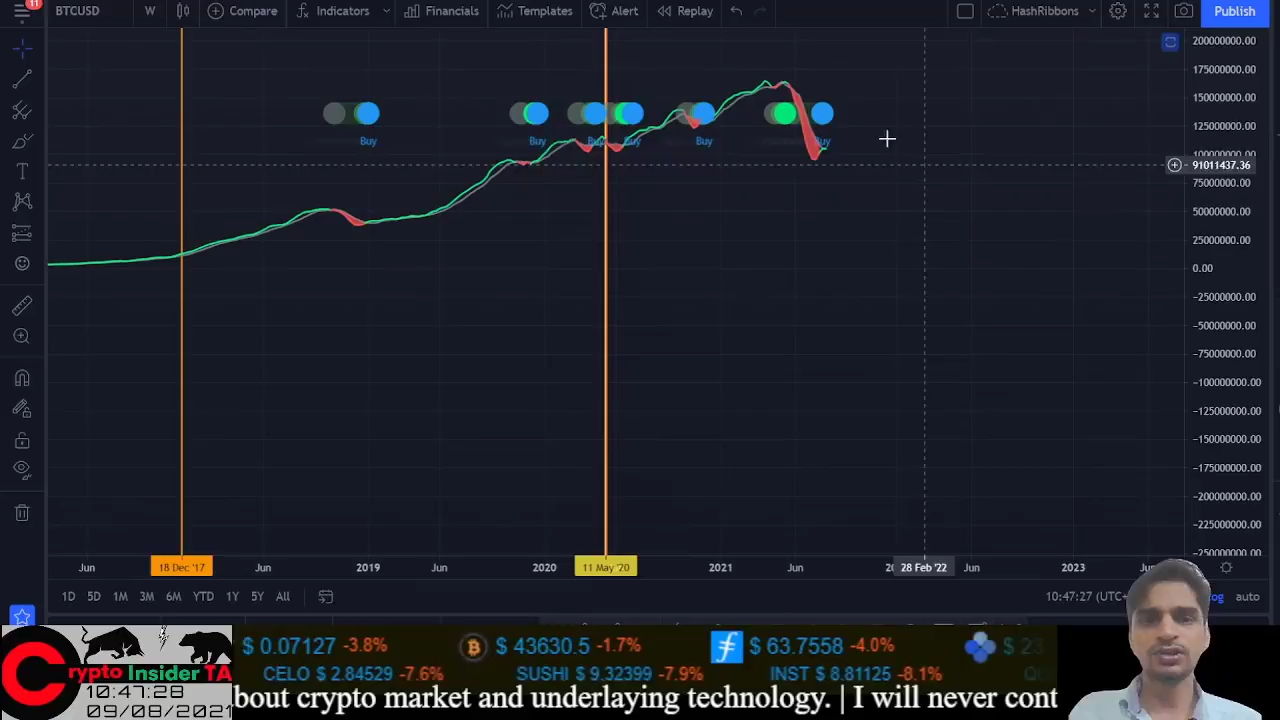 11
BTCUSD W Compare Indicators Financials Templates Alert Replay HashRibbons Publish
200000000.00
175000000.00
150000000.00
125000000.00
100000000.00
91011437.36
75000000.00
50000000.00
25000000.00
0.00
-25000000.00
-50000000.00
-75000000.00
-100000000.00
-125000000.00
-150000000.00
-175000000.00
-200000000.00
-225000000.00
-250000000.00
Buy Buy Buy Buy Buy Buy
Jun 18 Dec '17 Jun 2019 Jun 2020 11 May '20 2021 Jun 28 Feb '22 Jun 2023
1D 5D 1M 3M 6M YTD 1Y 5Y All 10:47:27 (UTC+ auto
Crypto Insider TA
10:47:28
09/08/2021
$ 0.07127 -3.8% $ 43630.5 -1.7% $ 63.7558 -4.0% $ 23
CELO $ 2.84529 -7.6% SUSHI $ 9.32399 -7.9% INST $ 8.81125 -8.1%
bout crypto market and underlaying technology. | I will never cont